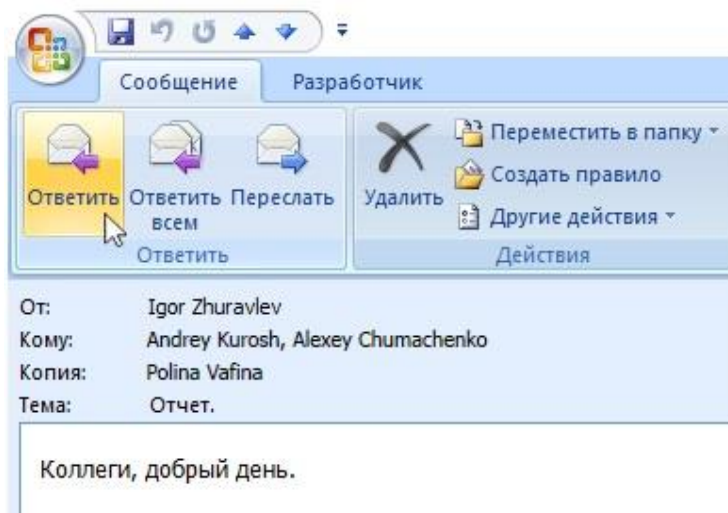 Сообщение Разработчик
Ответить Ответить всем Переслать
Ответить
Удалить
Переместить в папку
Создать правило
Другие действия
Действия
От: Igor Zhuravlev
Кому: Andrey Kurosh, Alexey Chumachenko
Копия: Polina Vafina
Тема: Отчет.
Коллеги, добрый день.